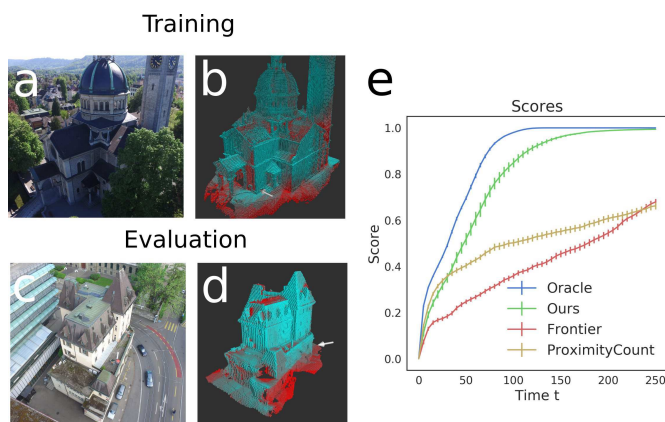 Training
a
b
Evaluation
c
d
e
Scores
Score
1.0
0.8
0.6
0.4
0.2
0.0
Oracle
Ours
Frontier
ProximityCount
0
50
100
150
200
250
Time t